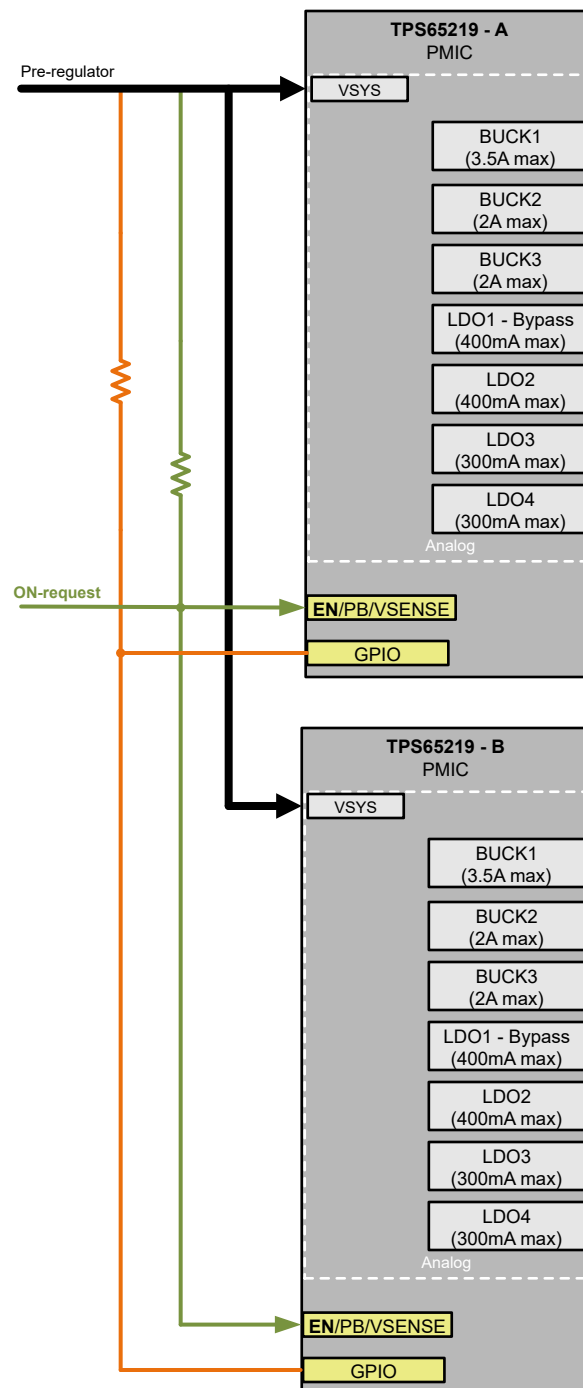 TPS65219 - A
PMIC
Pre-regulator
VSYS
BUCK1
(3.5A max)
BUCK2
(2A max)
BUCK3
(2A max)
LDO1 - Bypass
(400mA max)
LDO2
(400mA max)
LDO3
(300mA max)
LDO4
(300mA max)
Analog
ON-request
EN/PB/VSENSE
GPIO
TPS65219 - B
PMIC
VSYS
BUCK1
(3.5A max)
BUCK2
(2A max)
BUCK3
(2A max)
LDO1 - Bypass
(400mA max)
LDO2
(400mA max)
LDO3
(300mA max)
LDO4
(300mA max)
Analog
EN/PB/VSENSE
GPIO